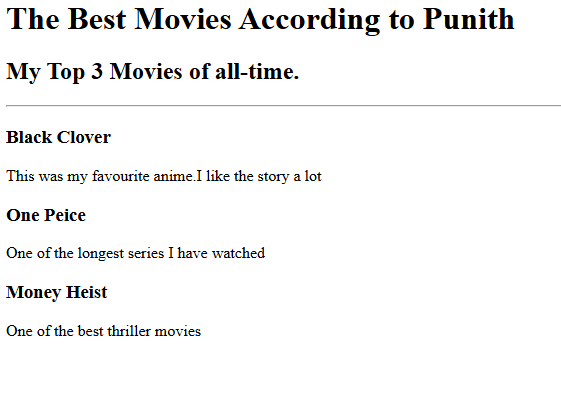 The Best Movies According to Punith
My Top 3 Movies of all-time.
Black Clover
This was my favourite anime.I like the story a lot
One Peice
One of the longest series I have watched
Money Heist
One of the best thriller movies